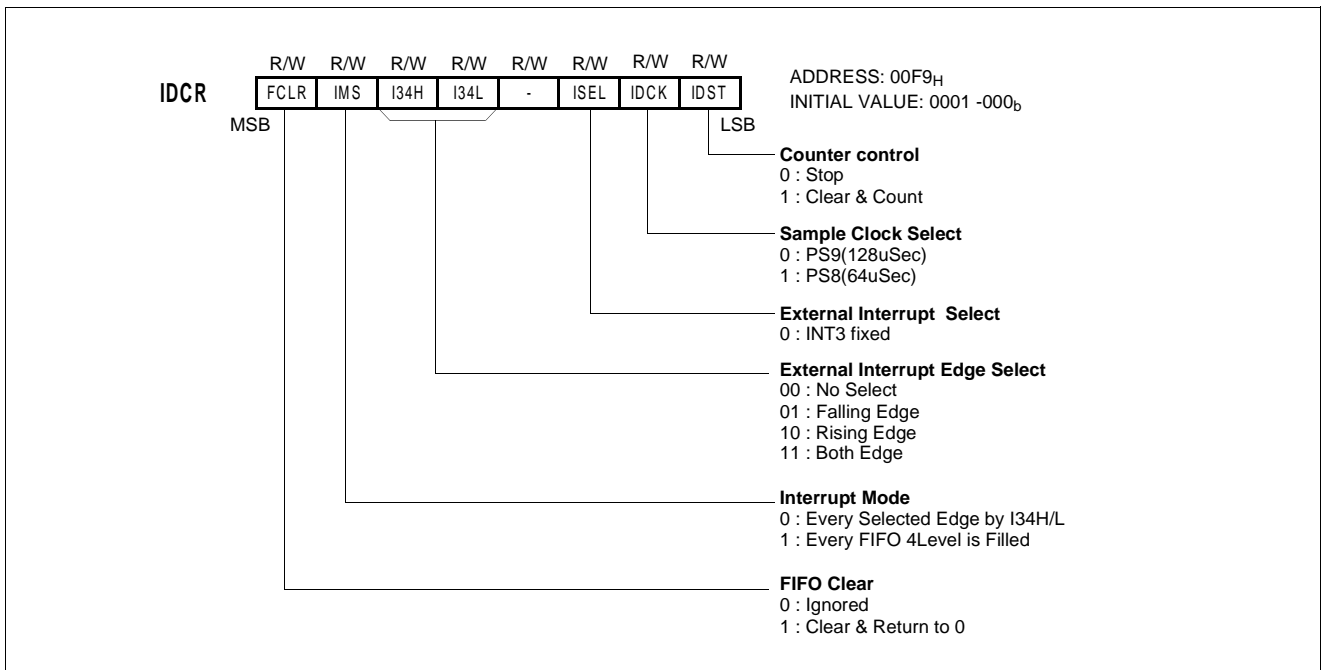 R/W R/W R/W R/W R/W R/W R/W R/W
IDCR FCLR IMS I34H I34L - ISEL IDCK IDST
MSB LSB
ADDRESS: 00F9H
INITIAL VALUE: 0001 -000b
Counter control
0 : Stop
1 : Clear & Count
Sample Clock Select
0 : PS9(128uSec)
1 : PS8(64uSec)
External Interrupt Select
0 : INT3 fixed
External Interrupt Edge Select
00 : No Select
01 : Falling Edge
10 : Rising Edge
11 : Both Edge
Interrupt Mode
0 : Every Selected Edge by I34H/L
1 : Every FIFO 4Level is Filled
FIFO Clear
0 : Ignored
1 : Clear & Return to 0